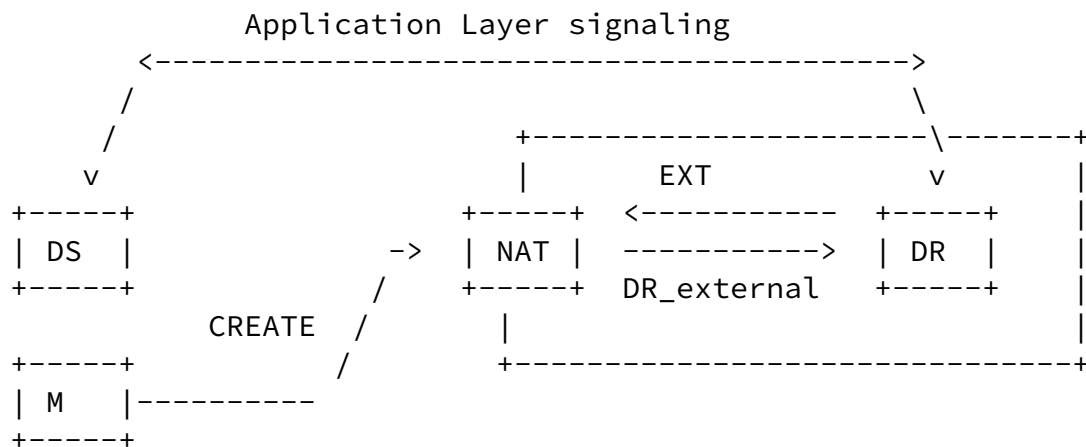 Application Layer signaling
<----------------------------------------->
/ \
/ +----------------------\-------+
v | EXT v |
+-----+ +-----+ <----------- +-----+ |
| DS | -> | NAT | -----------> | DR | |
+-----+ / +-----+ DR_external +-----+ |
CREATE / | |
+-----+ / +-------------------------------+
| M |----------
+-----+